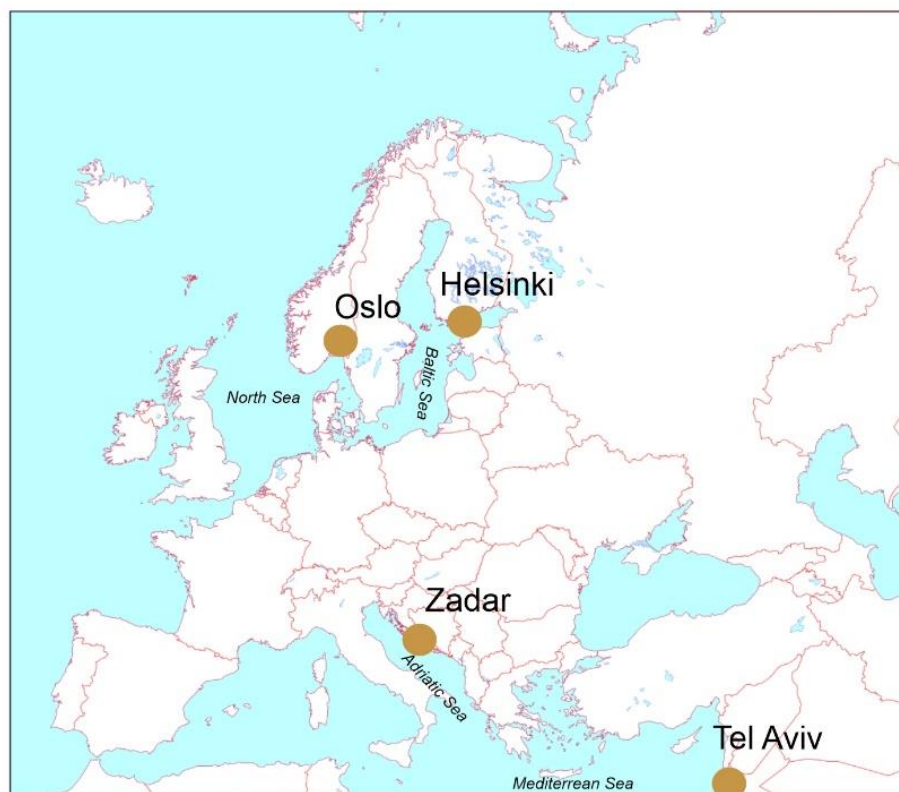 Helsinki
Oslo
Baltic Sea
North Sea
Zadar
Adriatic Sea
Tel Aviv
Mediterrean Sea